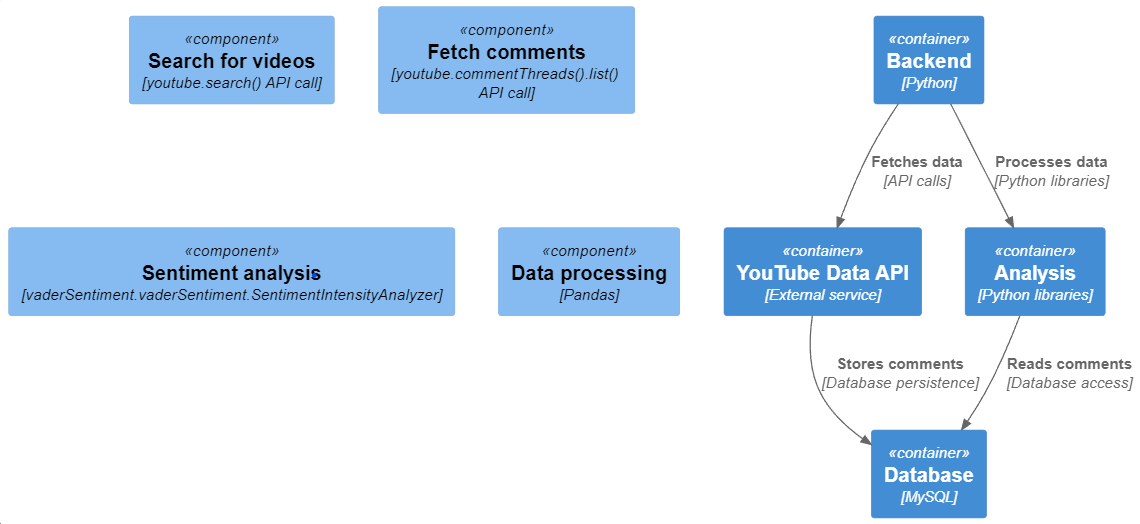 «component»
Search for videos
[youtube.search() API call]
«component»
Fetch comments
[youtube.commentThreads().list()
API call]
«container»
Backend
[Python]
Fetches data
[API calls]
Processes data
[Python libraries]
«component»
Sentiment analysis
[vaderSentiment.vaderSentiment.SentimentIntensityAnalyzer]
«component»
Data processing
[Pandas]
«container»
YouTube Data API
[External service]
«container»
Analysis
[Python libraries]
Stores comments
[Database persistence]
Reads comments
[Database access]
«container»
Database
[MySQL]